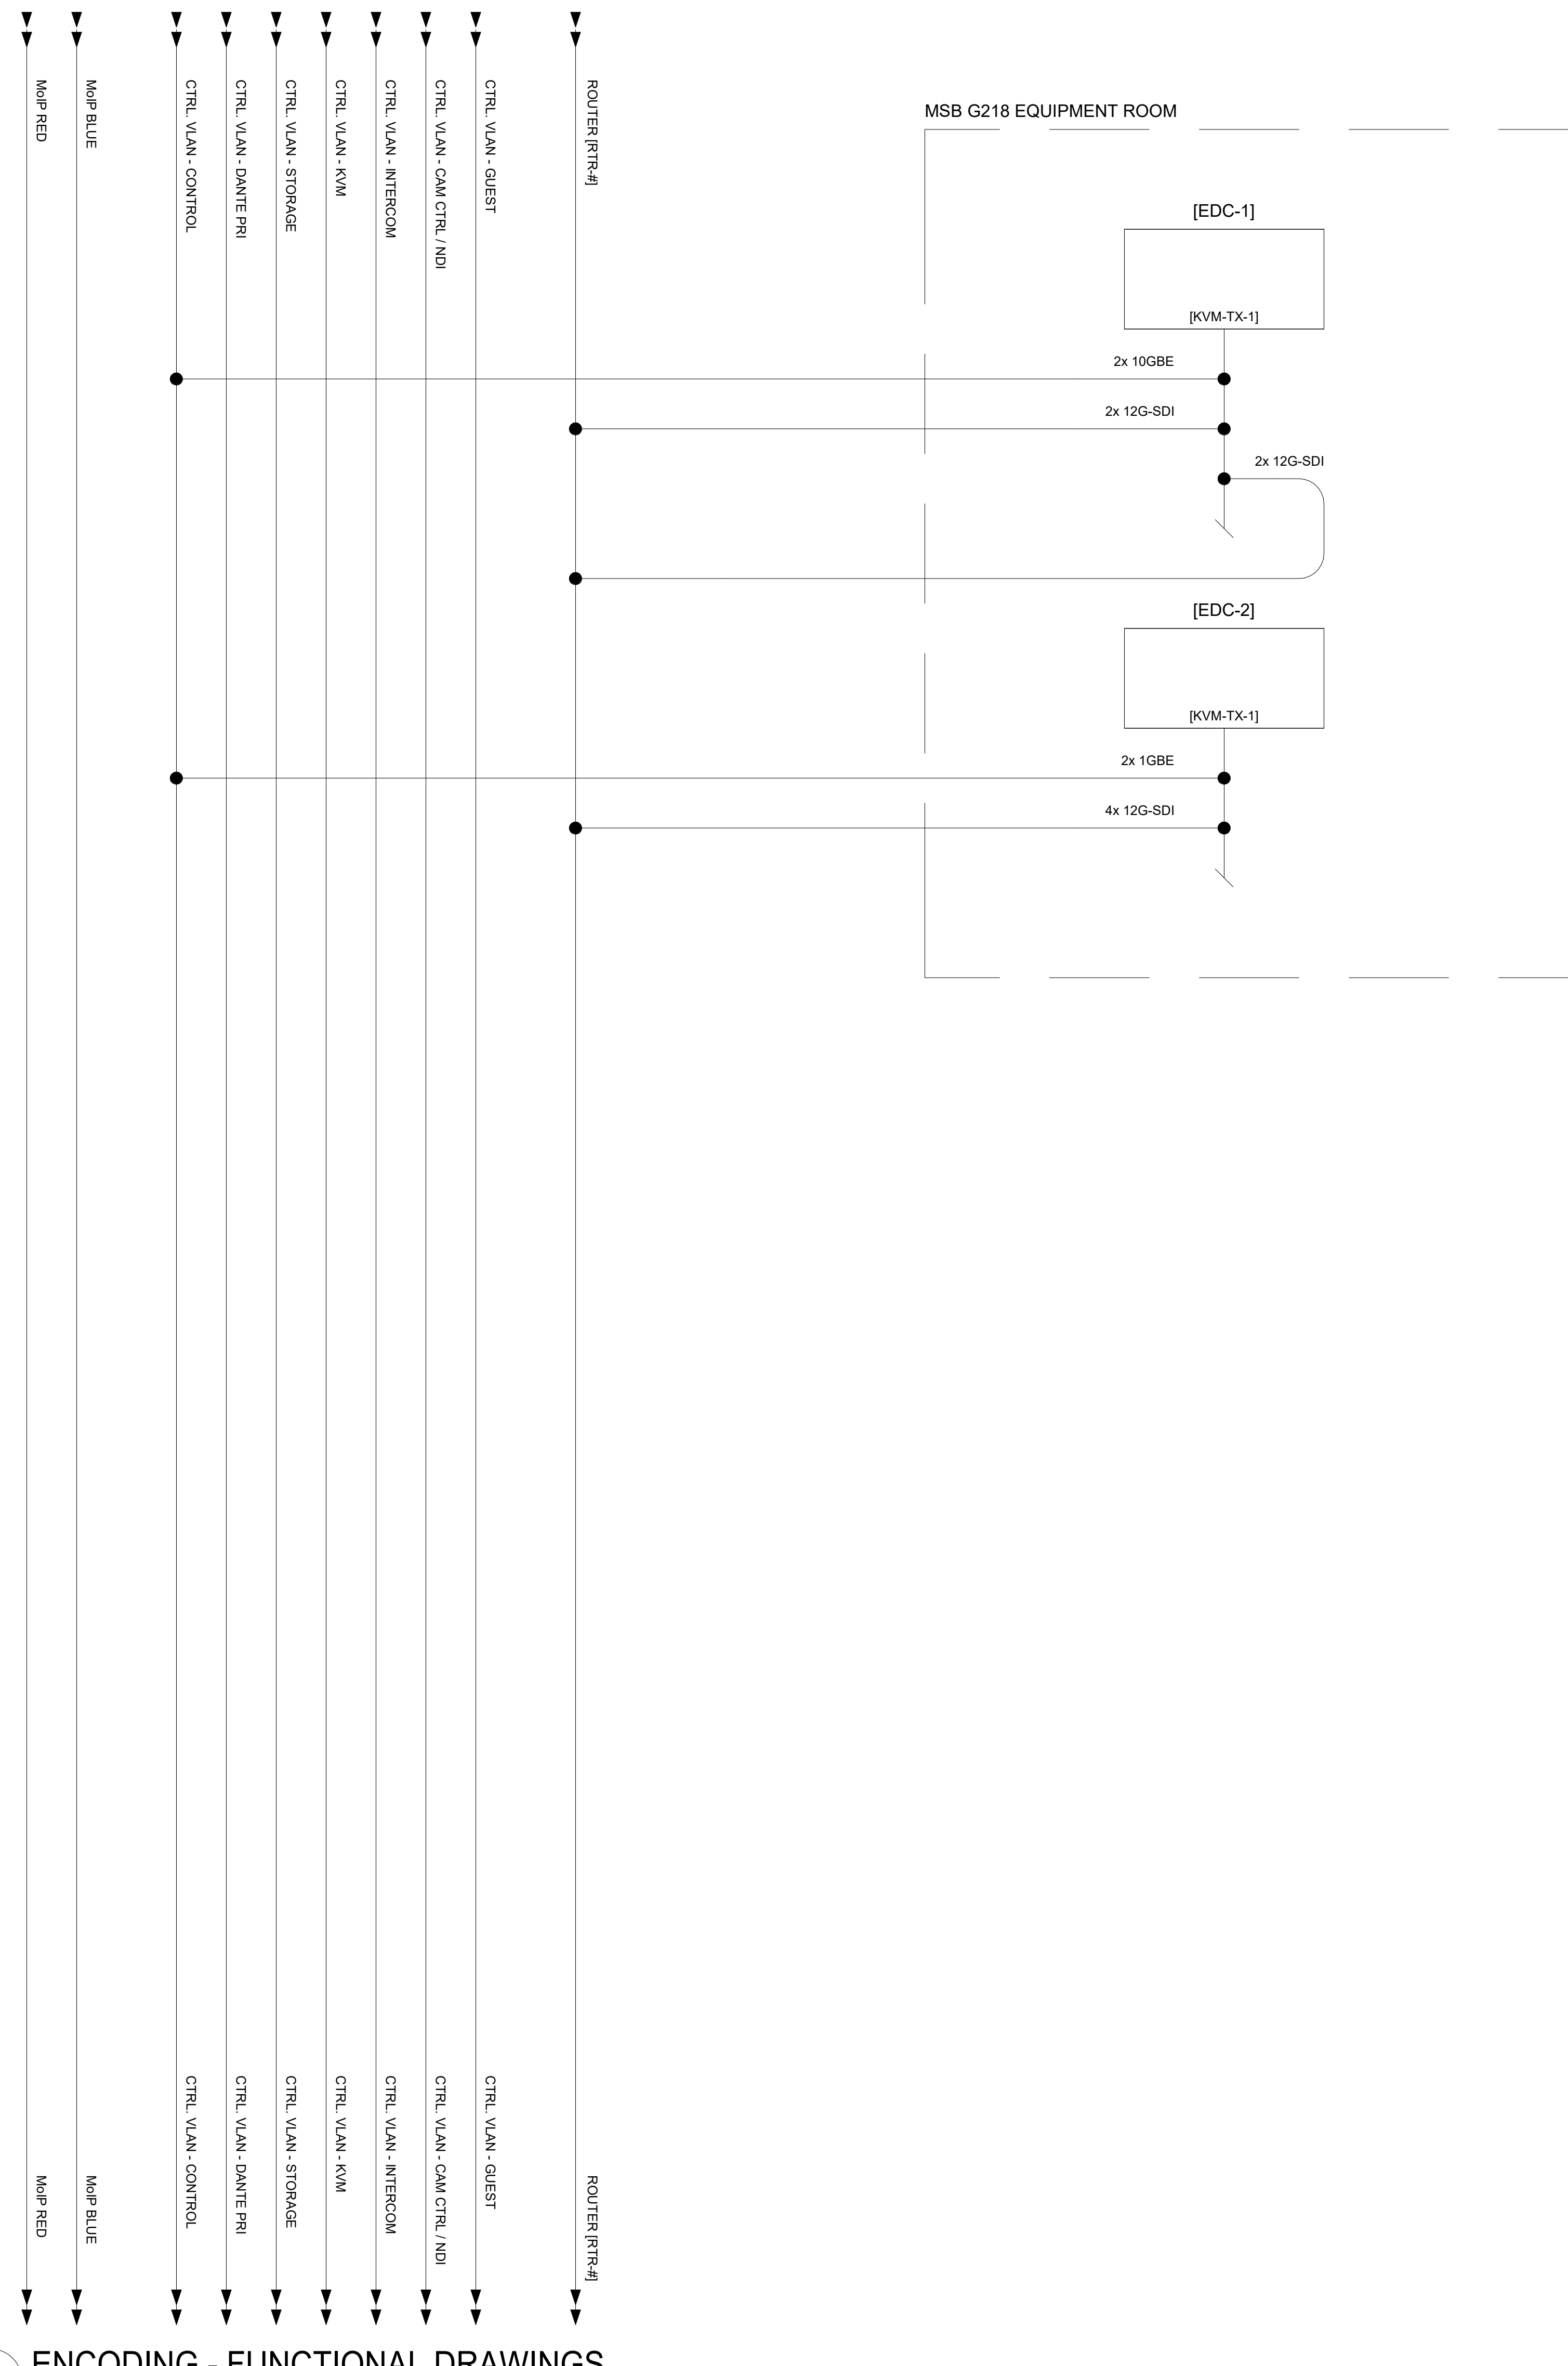 MoIP RED
MoIP BLUE
CTRL. VLAN - CONTROL
CTRL. VLAN - DANTE PRI
CTRL. VLAN - STORAGE
CTRL. VLAN - KVM
CTRL. VLAN - INTERCOM
CTRL. VLAN - CAM CTRL / NDI
CTRL. VLAN - GUEST
ROUTER [RTR-#]
MSB G218 EQUIPMENT ROOM
[EDC-1]
[KVM-TX-1]
2x 10GBE
2x 12G-SDI
2x 12G-SDI
[EDC-2]
[KVM-TX-1]
2x 1GBE
4x 12G-SDI
MoIP RED
MoIP BLUE
CTRL. VLAN - CONTROL
CTRL. VLAN - DANTE PRI
CTRL. VLAN - STORAGE
CTRL. VLAN - KVM
CTRL. VLAN - INTERCOM
CTRL. VLAN - CAM CTRL / NDI
CTRL. VLAN - GUEST
ROUTER [RTR-#]
ENCODING - FUNCTIONAL DRAWINGS